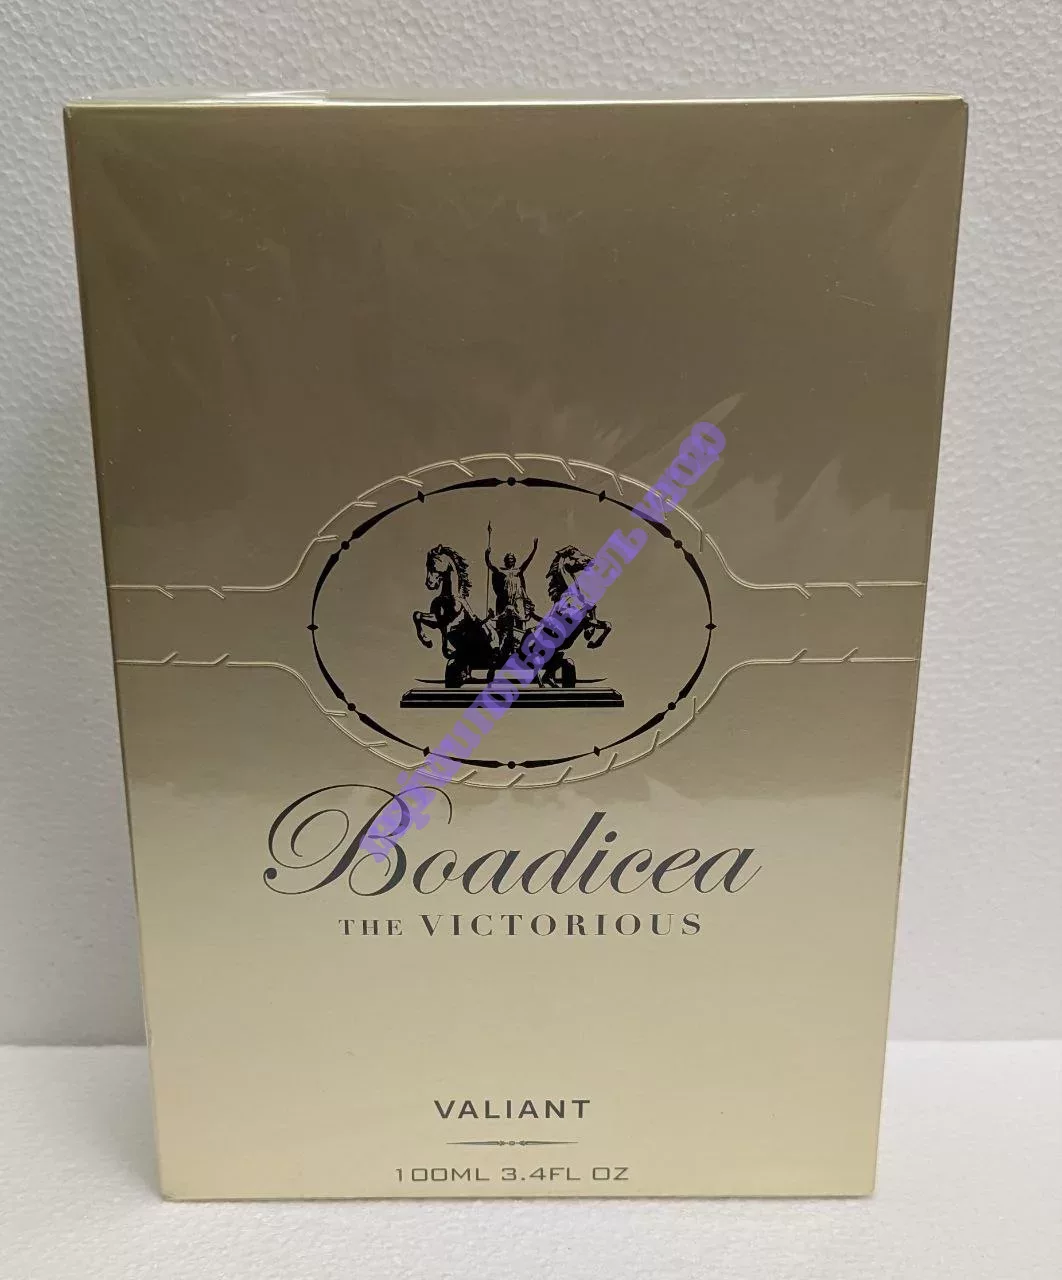 Boadicea
THE VICTORIOUS
VALIANT
100ML 3.4FL OZ